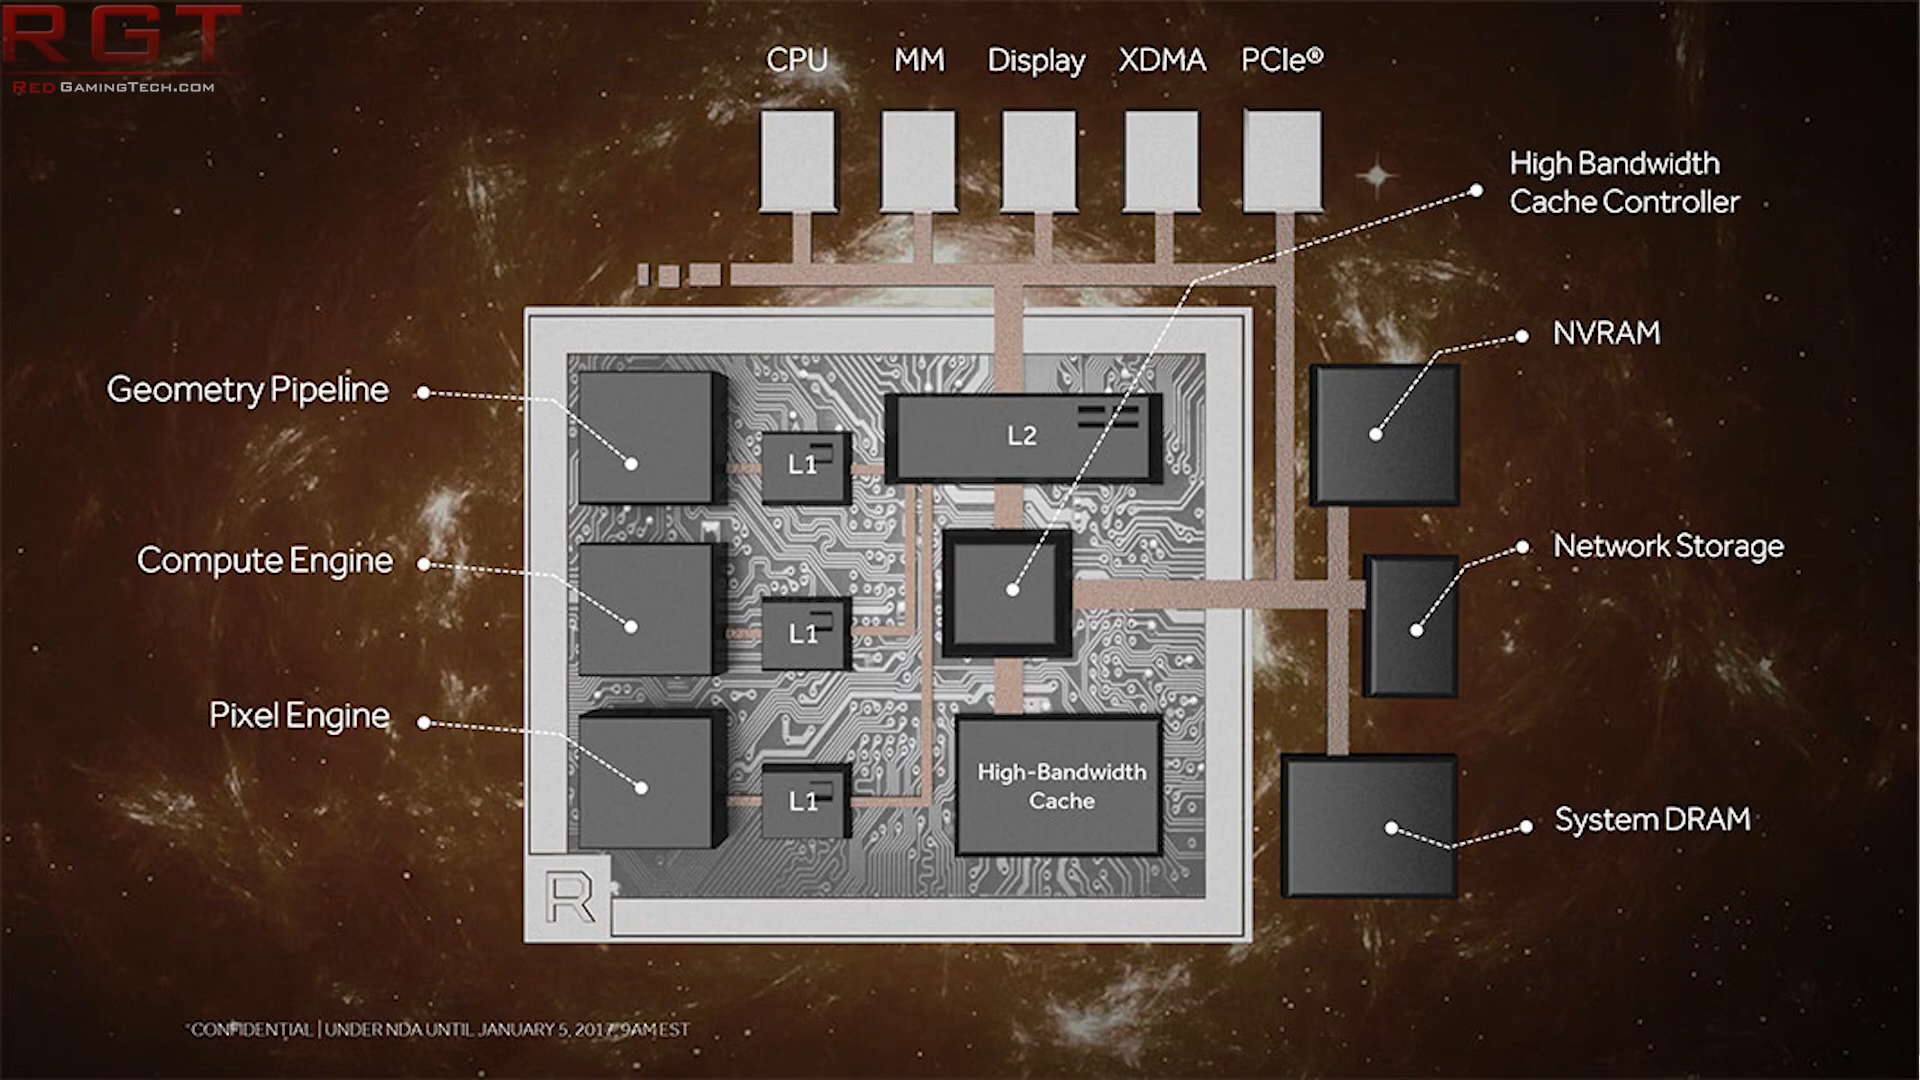 RGT
REDGAMINGTECH.COM
CPU
MM
Display
XDMA
PCIe®
High Bandwidth
Cache Controller
NVRAM
Geometry Pipeline
L2
L1
Compute Engine
Network Storage
L1
Pixel Engine
High-Bandwidth
Cache
L1
System DRAM
R
*CONFIDENTIAL | UNDER NDA UNTIL JANUARY 5, 2017 9AM EST